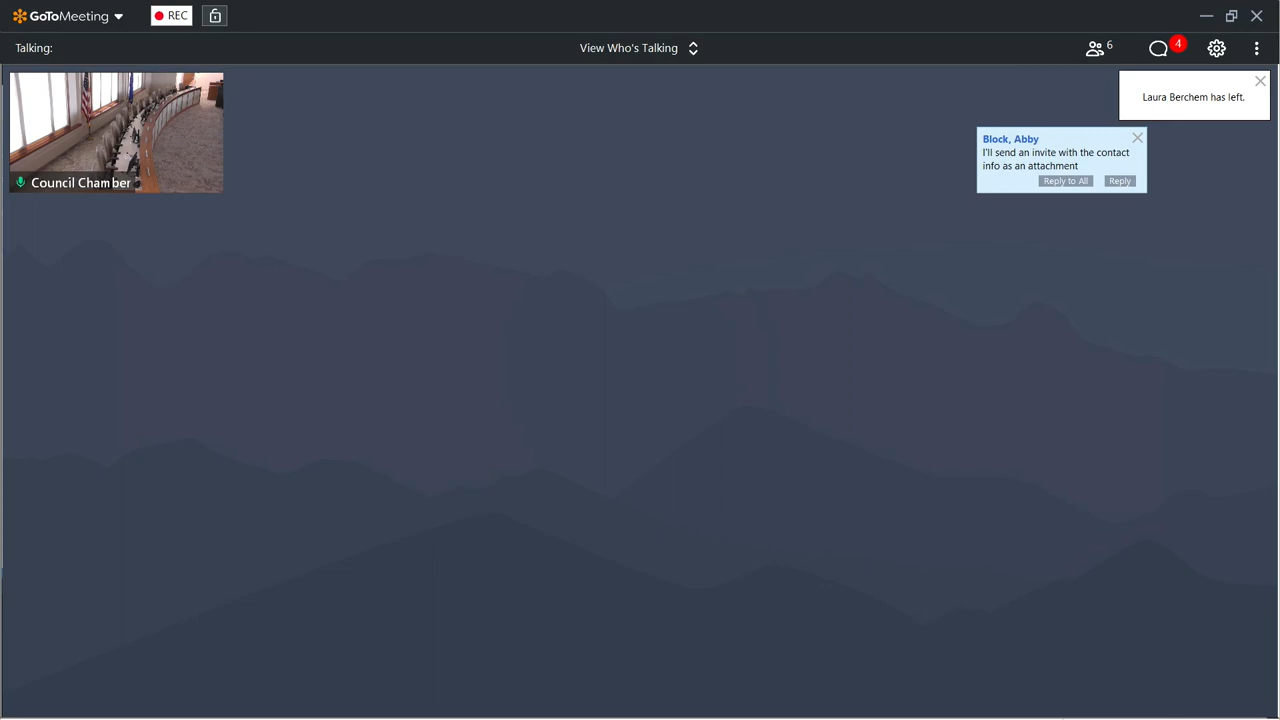 GoToMeeting
REC
Talking:
View Who's Talking
6
4
Laura Berchem has left.
Block, Abby
I'll send an invite with the contact
info as an attachment
Reply to All
Reply
Council Chamber